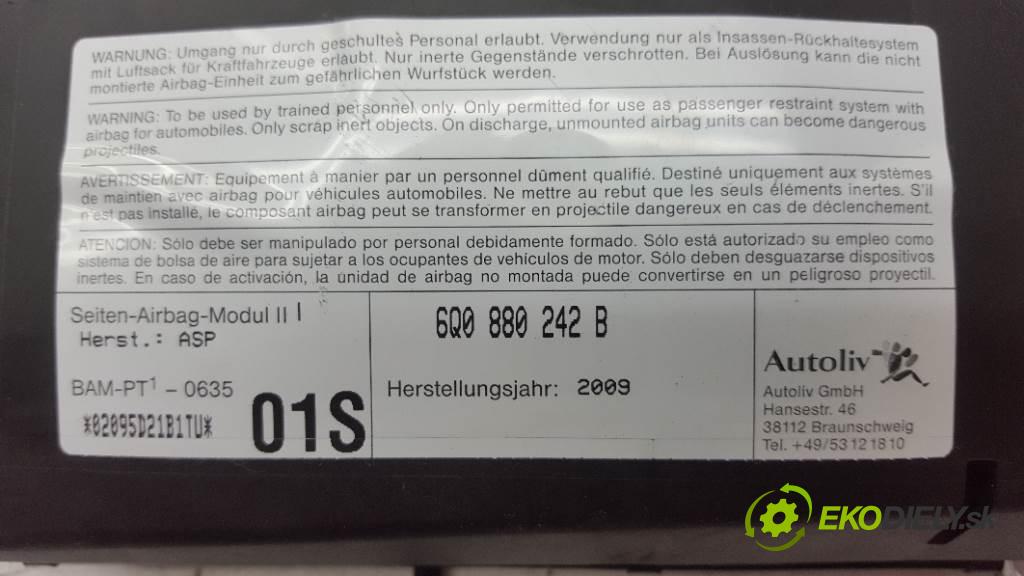 WARNUNG: Umgang nur durch geschultes Personal erlaubt. Verwendung nur als Insassen-Rückhaltesystem
mit Luftsack für Kraftfahrzeuge erlaubt. Nur inerte Gegenstände verschrotten. Bei Auslösung kann die nicht
montierte Airbag-Einheit zum gefährlichen Wurfstück werden.
WARNING: To be used by trained personnel only. Only permitted for use as passenger restraint system with
airbag for automobiles. Only scrap inert objects. On discharge, unmounted airbag units can become dangerous
projectiles.
AVERTISSEMENT: Equipement à manier par un personnel dûment qualifié. Destiné uniquement aux systèmes
de maintien avec airbag pour véhicules automobiles. Ne mettre au rebut que les seuls éléments inertes. S'il
n'est pas installé, le composant airbag peut se transformer en projectile dangereux en cas de déclenchement.
ATENCION: Sólo debe ser manipulado por personal debidamente formado. Sólo está autorizado su empleo como
sistema de bolsa de aire para sujetar a los ocupantes de vehículos de motor. Sólo deben desguazarse dispositivos
inertes. En caso de activación, la unidad de airbag no montada puede convertirse en un peligroso proyectil.
Seiten-Airbag-Modul II I
Herst.: ASP
BAM-PT¹ - 0635
*02095D21B1TU*
01S
6Q0 880 242 B
Herstellungsjahr: 2009
Autoliv
Autoliv GmbH
Hansestr. 46
38112 Braunschweig
Tel. +49/53121810
EKODIELY.sk